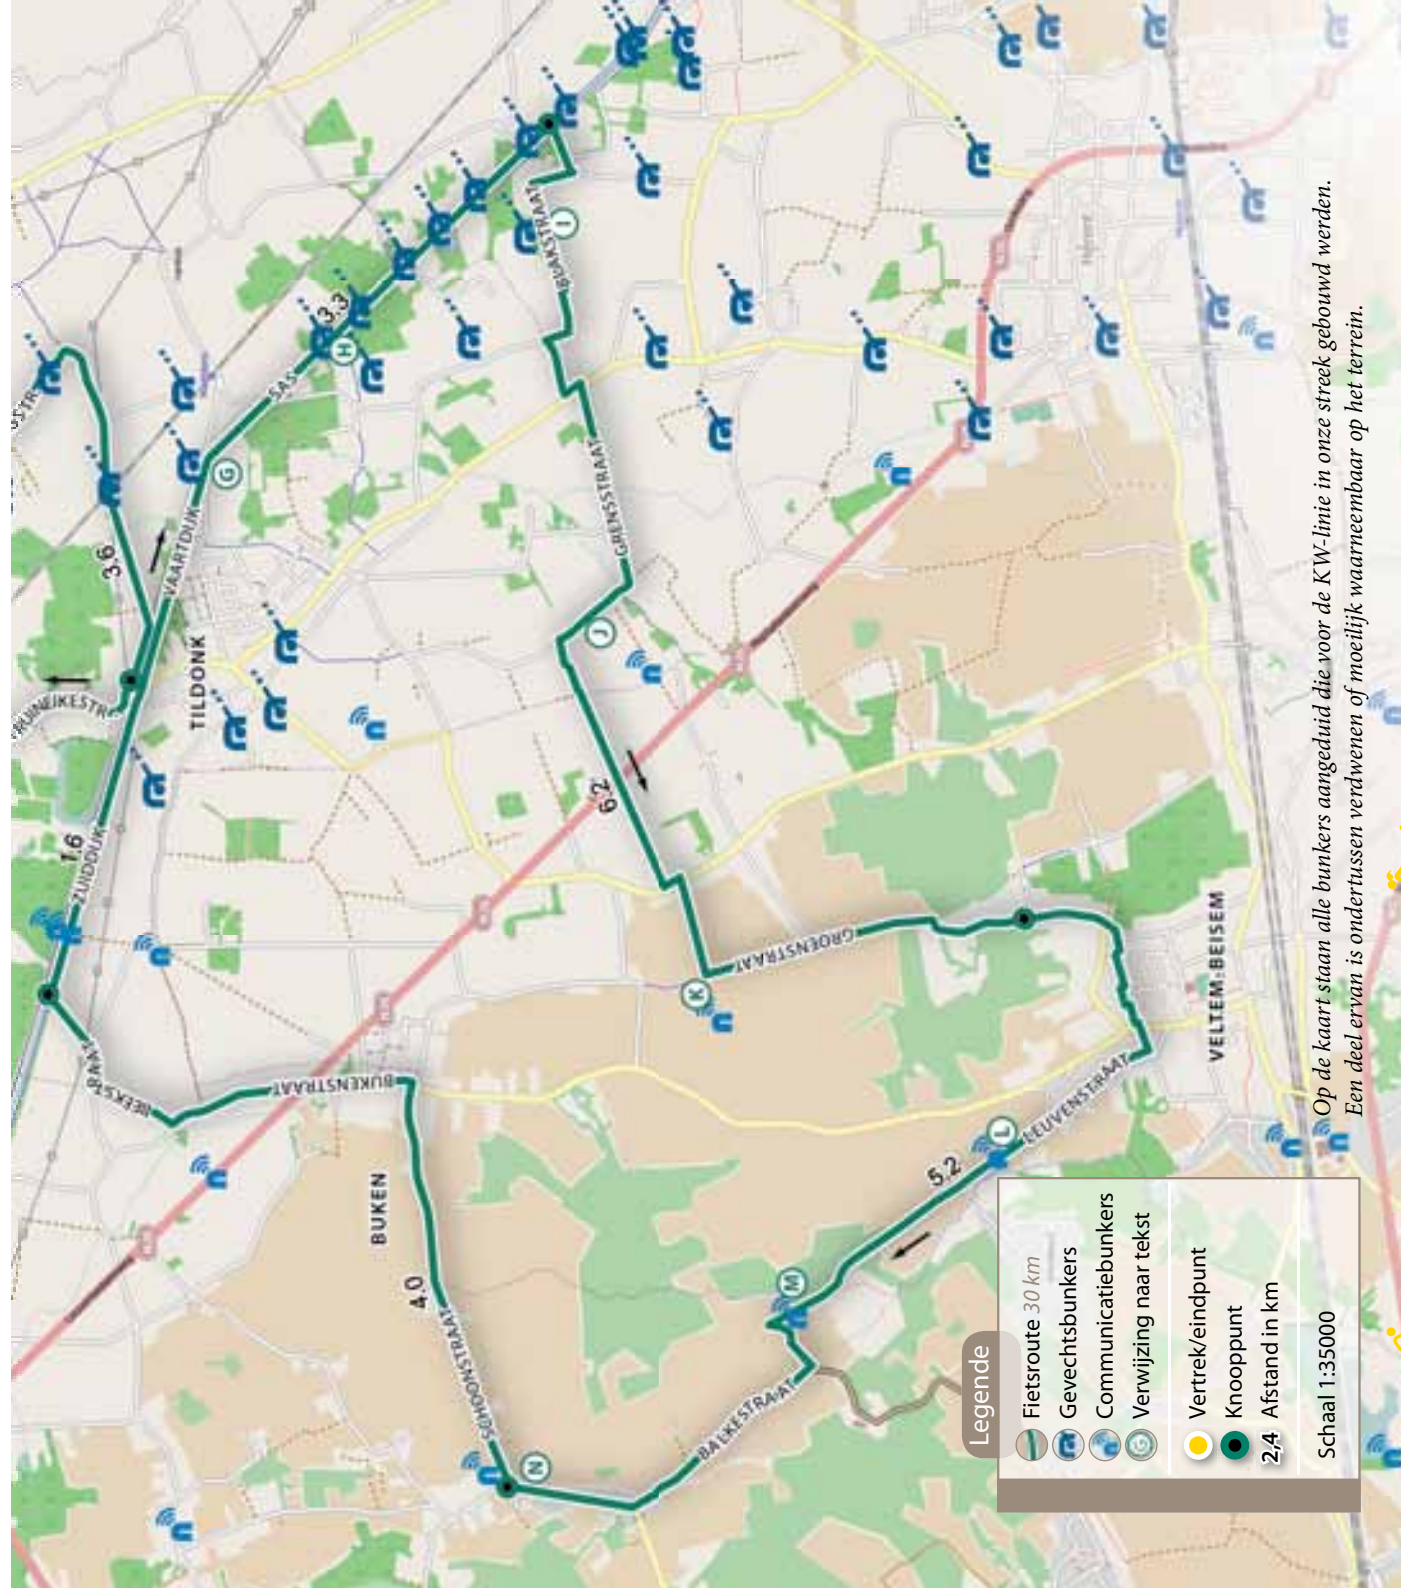 Op de kaart staan alle bunkers aangeduid die voor de KW-linie in onze streek gebouwd werden.
Een deel ervan is ondertussen verdwenen of moeilijk waarneembaar op het terrein.
Legende
Fietsroute 30 km
Gevechtsbunkers
Communicatiebunkers
G Verwijzing naar tekst
Vertrek/eindpunt
Knooppunt
2,4 Afstand in km
Schaal 1:35000
3.6
VAARTDIJK
TILDONK
G
SAS
H
3.3
BLAKSTRAAT
I
GRENSSTRAAT
J
6.2
K
GROENSTRAAT
VELTEM-BEISEM
LEUVENSTRAAT
L
5.2
M
BALKESTRAAT
N
SCHOONSTRAAT
4.0
BUKEN
BUKENSTRAAT
BEEKSTRAAT
ZUIDDIJK
1.6